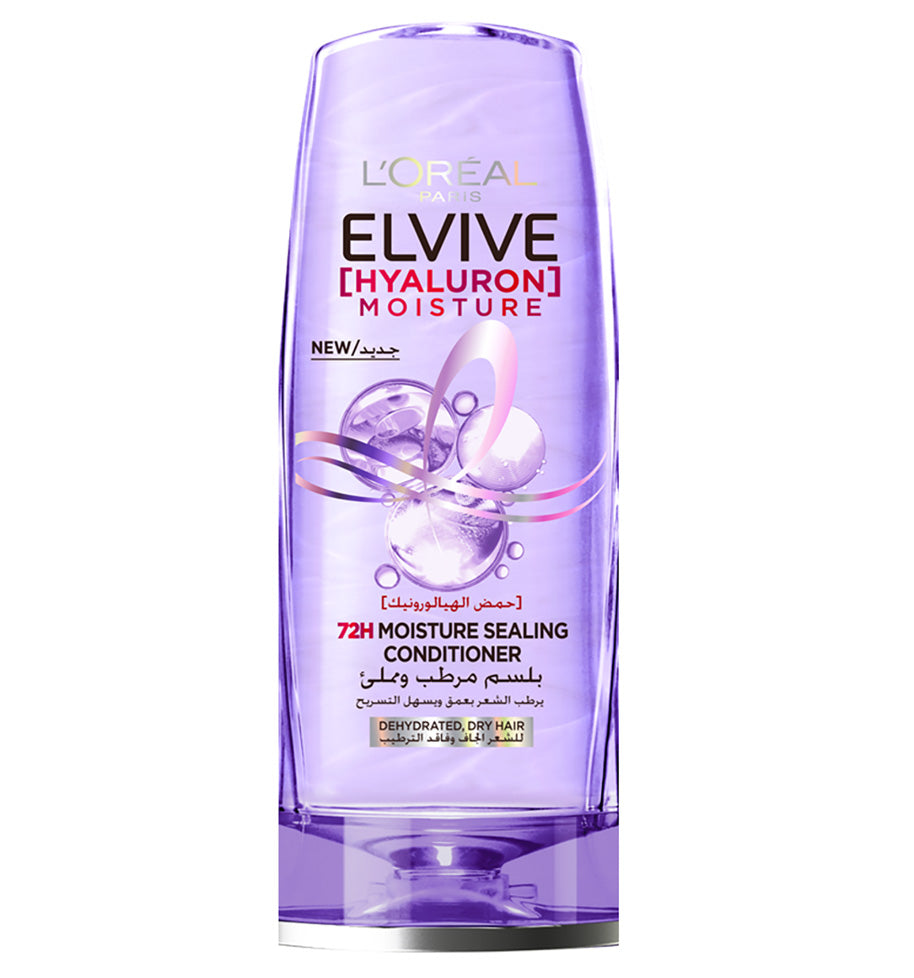 L'ORÉAL
PARIS
ELVIVE
[HYALURON]
MOISTURE
NEW/جديد
[حمض الهيالورونيك]
72H MOISTURE SEALING
CONDITIONER
بلسم مرطب ومملئ
يرطب الشعر بعمق ويسهل التسريح
DEHYDRATED, DRY HAIR
للشعر الجاف وفاقد الترطيب